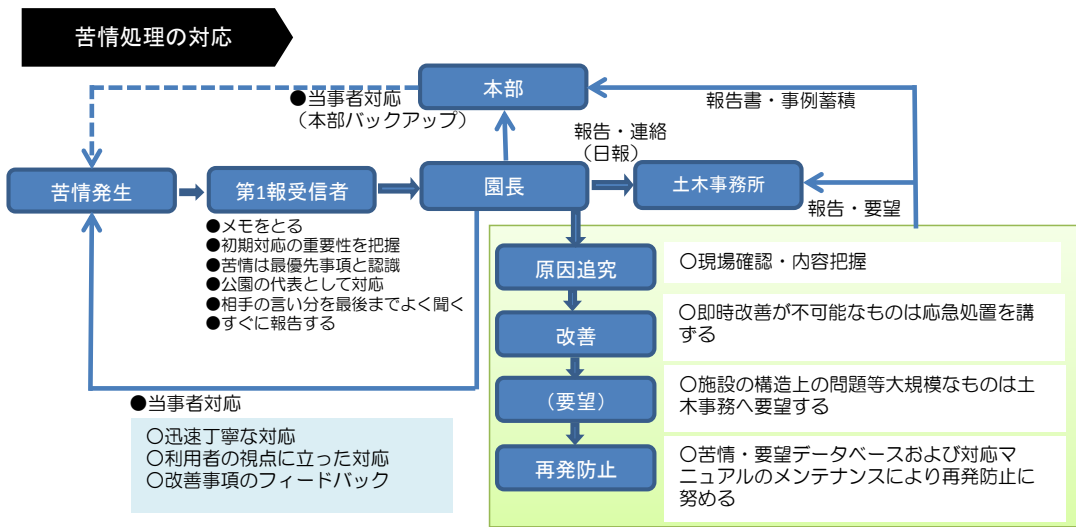 苦情処理の対応
本部
●当事者対応
（本部バックアップ）
報告書・事例蓄積
報告・連絡
（日報）
苦情発生
第1報受信者
園長
土木事務所
報告・要望
●メモをとる
●初期対応の重要性を把握
●苦情は最優先事項と認識
●公園の代表として対応
●相手の言い分を最後までよく聞く
●すぐに報告する
原因追究
〇現場確認・内容把握
改善
〇即時改善が不可能なものは応急処置を講
ずる
（要望）
〇施設の構造上の問題等大規模なものは土
木事務へ要望する
再発防止
〇苦情・要望データベースおよび対応マ
ニュアルのメンテナンスにより再発防止に
努める
●当事者対応
〇迅速丁寧な対応
〇利用者の視点に立った対応
〇改善事項のフィードバック